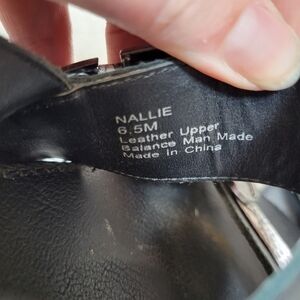 NALLIE
6.5M
Leather Upper
Balance Man Made
Made in China